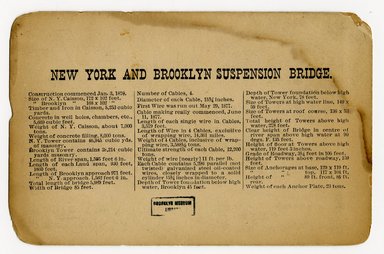 NEW YORK AND BROOKLYN SUSPENSION BRIDGE.
Construction commenced Jan. 3, 1870.
Size of N. Y. Caisson, 172 x 102 feet.
Brooklyn " 168 x 102 "
Timber and Iron in Caisson, 5,253 cubic
yards.
Concrete in well holes, chambers, etc.,
5,669 cubic feet.
Weight of N. Y. Caisson, about 7,000
tons.
Weight of concrete filling, 8,000 tons.
N. Y. Tower contains 46,945 cubic yds.
of masonry.
Brooklyn Tower contains 38,214 cubic
yards masonry.
Length of River span, 1,595 feet 6 in.
Length of each Land span, 930 feet
1860 feet.
Length of Brooklyn approach 971 feet.
" N. Y. approach 1,562 feet 6 in.
Total length of bridge 5,989 feet.
Width of Bridge 85 feet.
Number of Cables, 4.
Diameter of each Cable, 15¾ inches.
First Wire was run out May 29, 1877.
Cable making really commenced, June
11, 1877.
Length of each single wire in Cables,
3,579 feet.
Length of Wire in 4 Cables, exclusive
of wrapping wire, 14,361 miles.
Weight of 4 Cables, inclusive of wrap-
ping wire, 3,588½ tons.
Ultimate strength of each Cable, 12,200
tons.
Weight of wire (nearly) 11 ft. per lb.
Each Cable contains 5,296 parallel (not
twisted) galvanized steel oil-coated
wires, closely wrapped to a solid
cylinder 15¾ inches in diameter.
Depth of Tower foundation below high
water, Brooklyn 45 feet.
BROOKLYN MUSEUM
Depth of Tower foundation below high
water, New York, 78 feet.
Size of Towers at high water line, 140 x
59 feet.
Size of Towers at roof course, 136 x 53
feet.
Total height of Towers above high
water, 278 feet.
Clear height of Bridge in centre of
river span above high water at 90
deg. F., 135 feet.
Height of floors at Towers above high
water, 119 feet 3 inches.
Grade of Roadway, 3¼ feet in 100 feet.
Height of Towers above roadway, 159
feet.
Size of Anchorages at base, 129 x 119 ft.
" " top, 117 x 104 ft.
Height of " 89 ft. front, 85 ft.
rear.
Weight of each Anchor Plate, 23 tons.